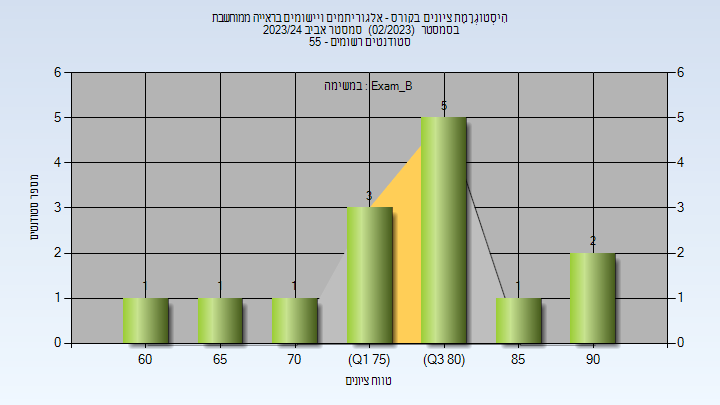 הִיסְטוֹגְרָמַת ציונים בקורס - אלגוריתמים ויישומים בראייה ממוחשבת
בסמסטר (02/2023) סמסטר אביב 2023/24
סטודנטים רשומים - 55
במשימה : Exam_B
6 6
5 5 5
4 4
3 3 3
2 2 2
1 1 1 1 1 1
0 0
60 65 70 (Q1 75) (Q3 80) 85 90
טווח ציונים
מספר סטודנטים